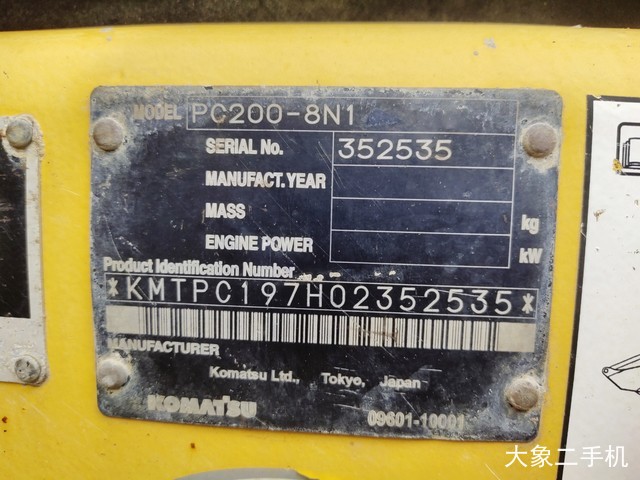 MODEL PC200-8N1
SERIAL No. 352535
MANUFACT.YEAR
MASS kg
ENGINE POWER kW
Product Identification Number
*KMTPC197H02352535*
MANUFACTURER
Komatsu Ltd., Tokyo, Japan
KOMATSU 09601-10001
大象二手机